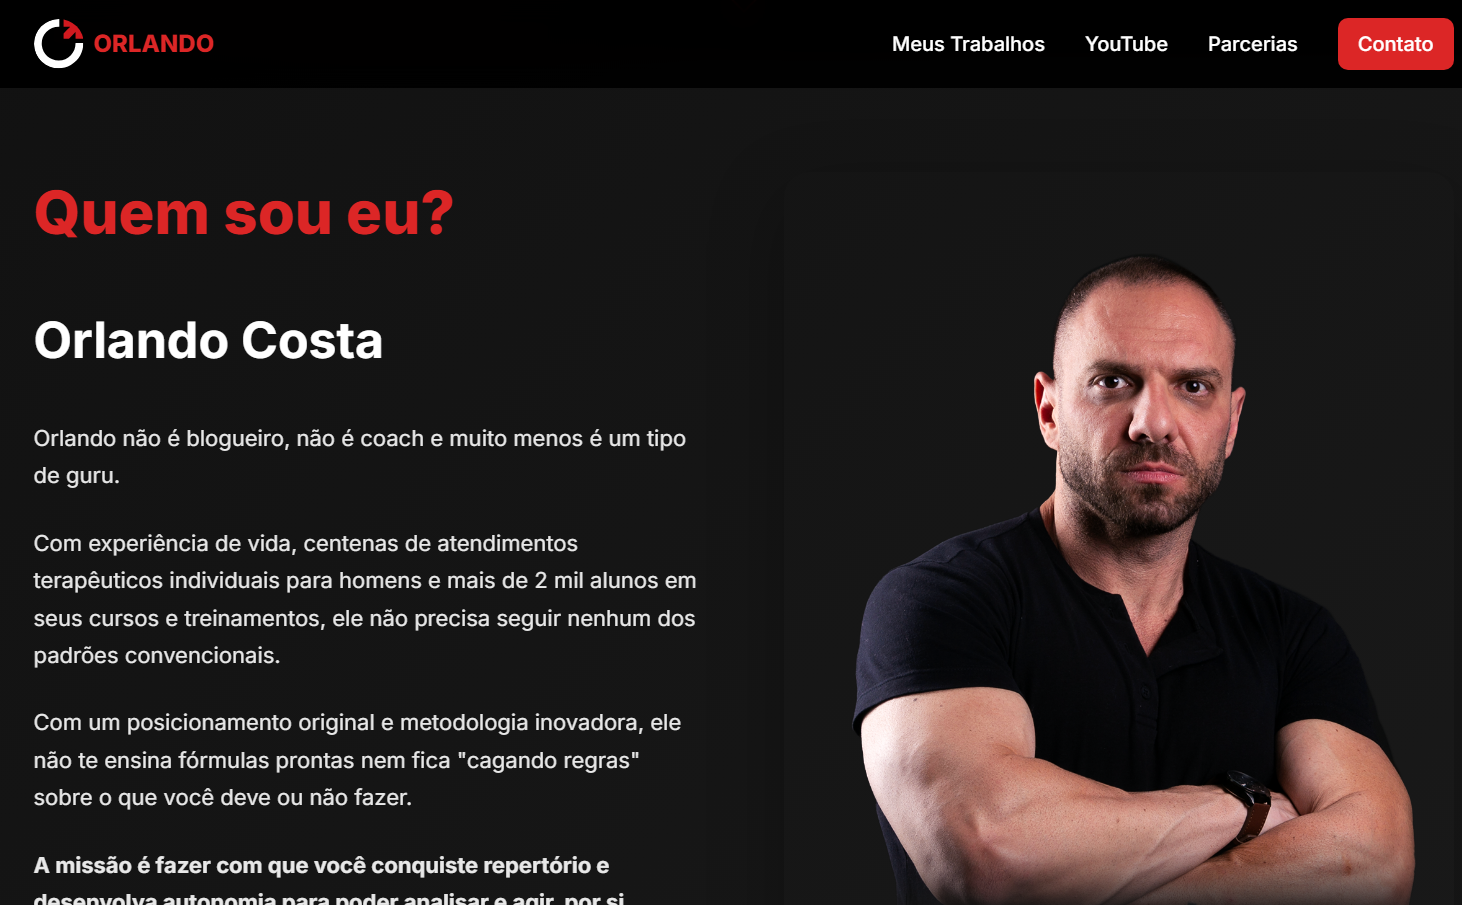 ORLANDO
Meus Trabalhos
YouTube
Parcerias
Contato
Quem sou eu?
Orlando Costa
Orlando não é blogueiro, não é coach e muito menos é um tipo
de guru.
Com experiência de vida, centenas de atendimentos
terapêuticos individuais para homens e mais de 2 mil alunos em
seus cursos e treinamentos, ele não precisa seguir nenhum dos
padrões convencionais.
Com um posicionamento original e metodologia inovadora, ele
não te ensina fórmulas prontas nem fica "cagando regras"
sobre o que você deve ou não fazer.
A missão é fazer com que você conquiste repertório e
desenvolva autonomia para poder analisar e agir, por si